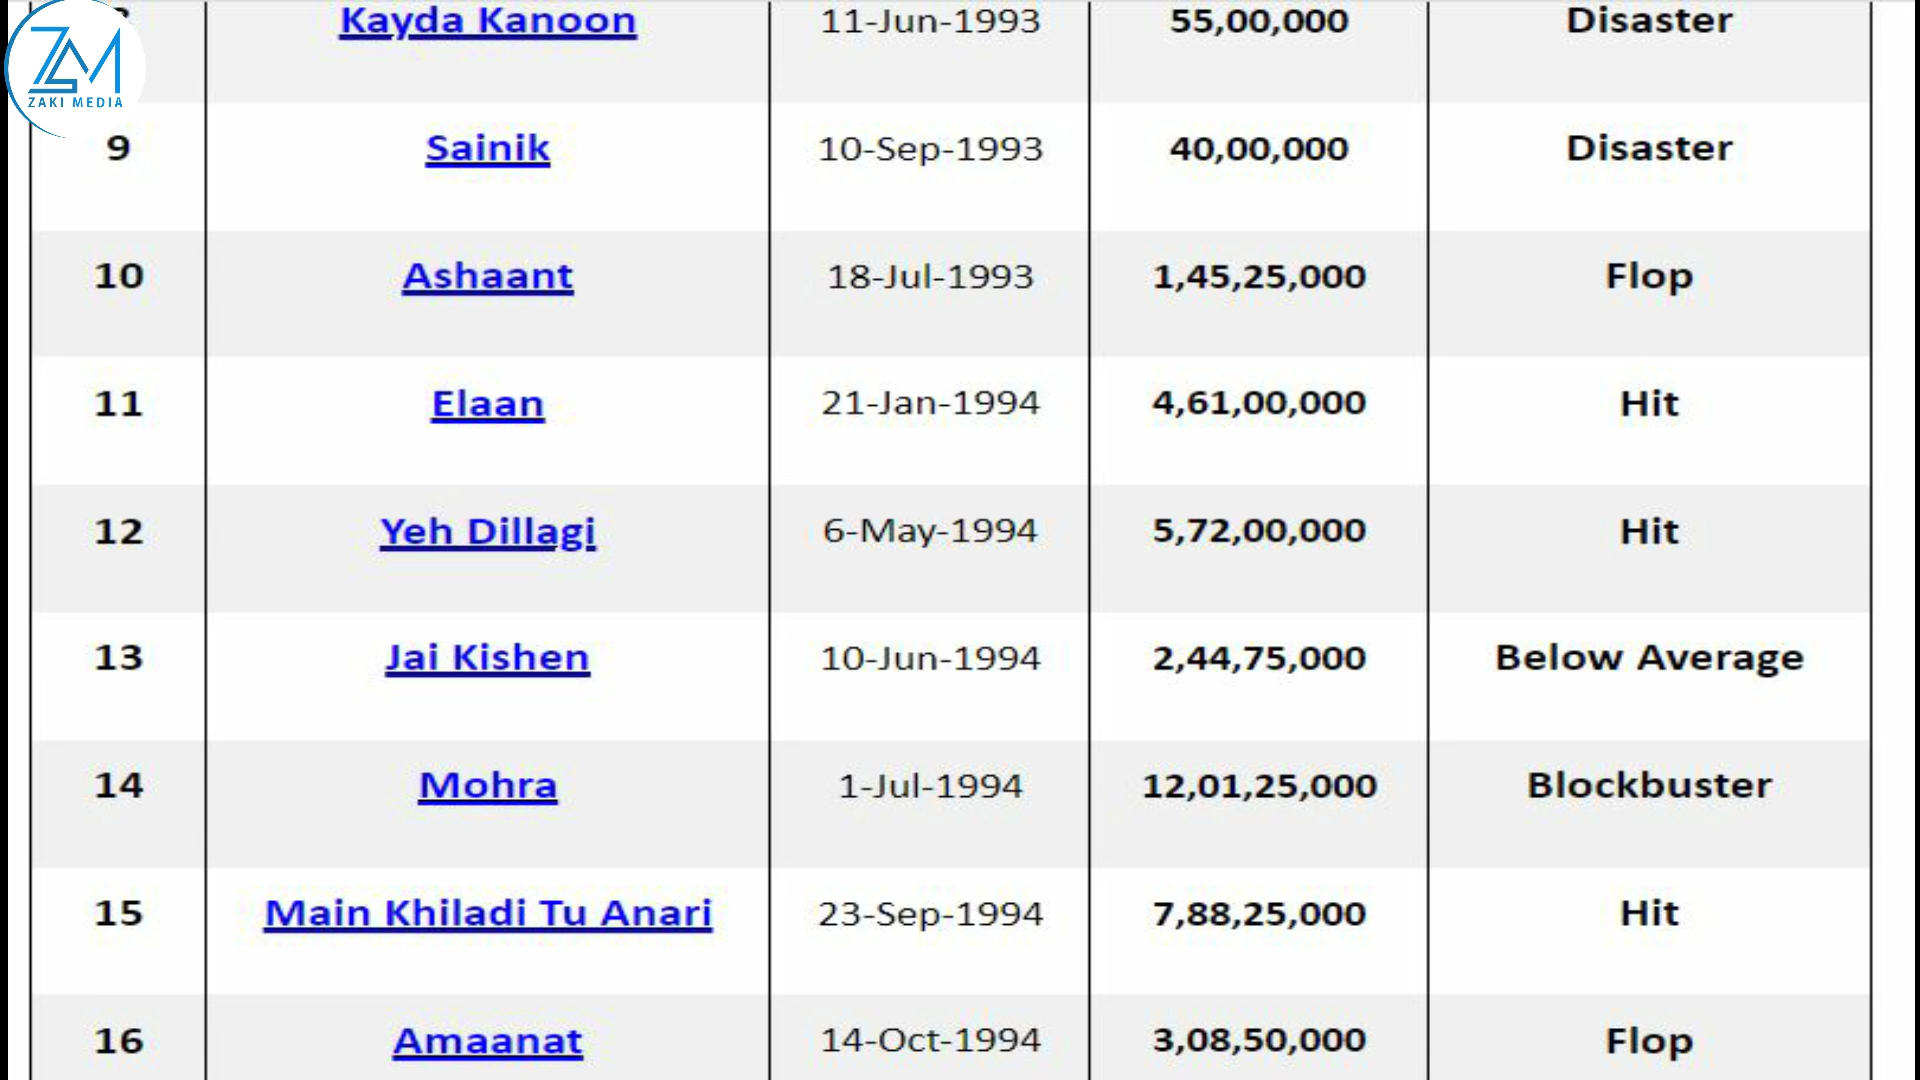 Kayda Kanoon 11-Jun-1993 55,00,000 Disaster
ZM
ZAKI MEDIA
9 Sainik 10-Sep-1993 40,00,000 Disaster
10 Ashaant 18-Jul-1993 1,45,25,000 Flop
11 Elaan 21-Jan-1994 4,61,00,000 Hit
12 Yeh Dillagi 6-May-1994 5,72,00,000 Hit
13 Jai Kishen 10-Jun-1994 2,44,75,000 Below Average
14 Mohra 1-Jul-1994 12,01,25,000 Blockbuster
15 Main Khiladi Tu Anari 23-Sep-1994 7,88,25,000 Hit
16 Amaanat 14-Oct-1994 3,08,50,000 Flop